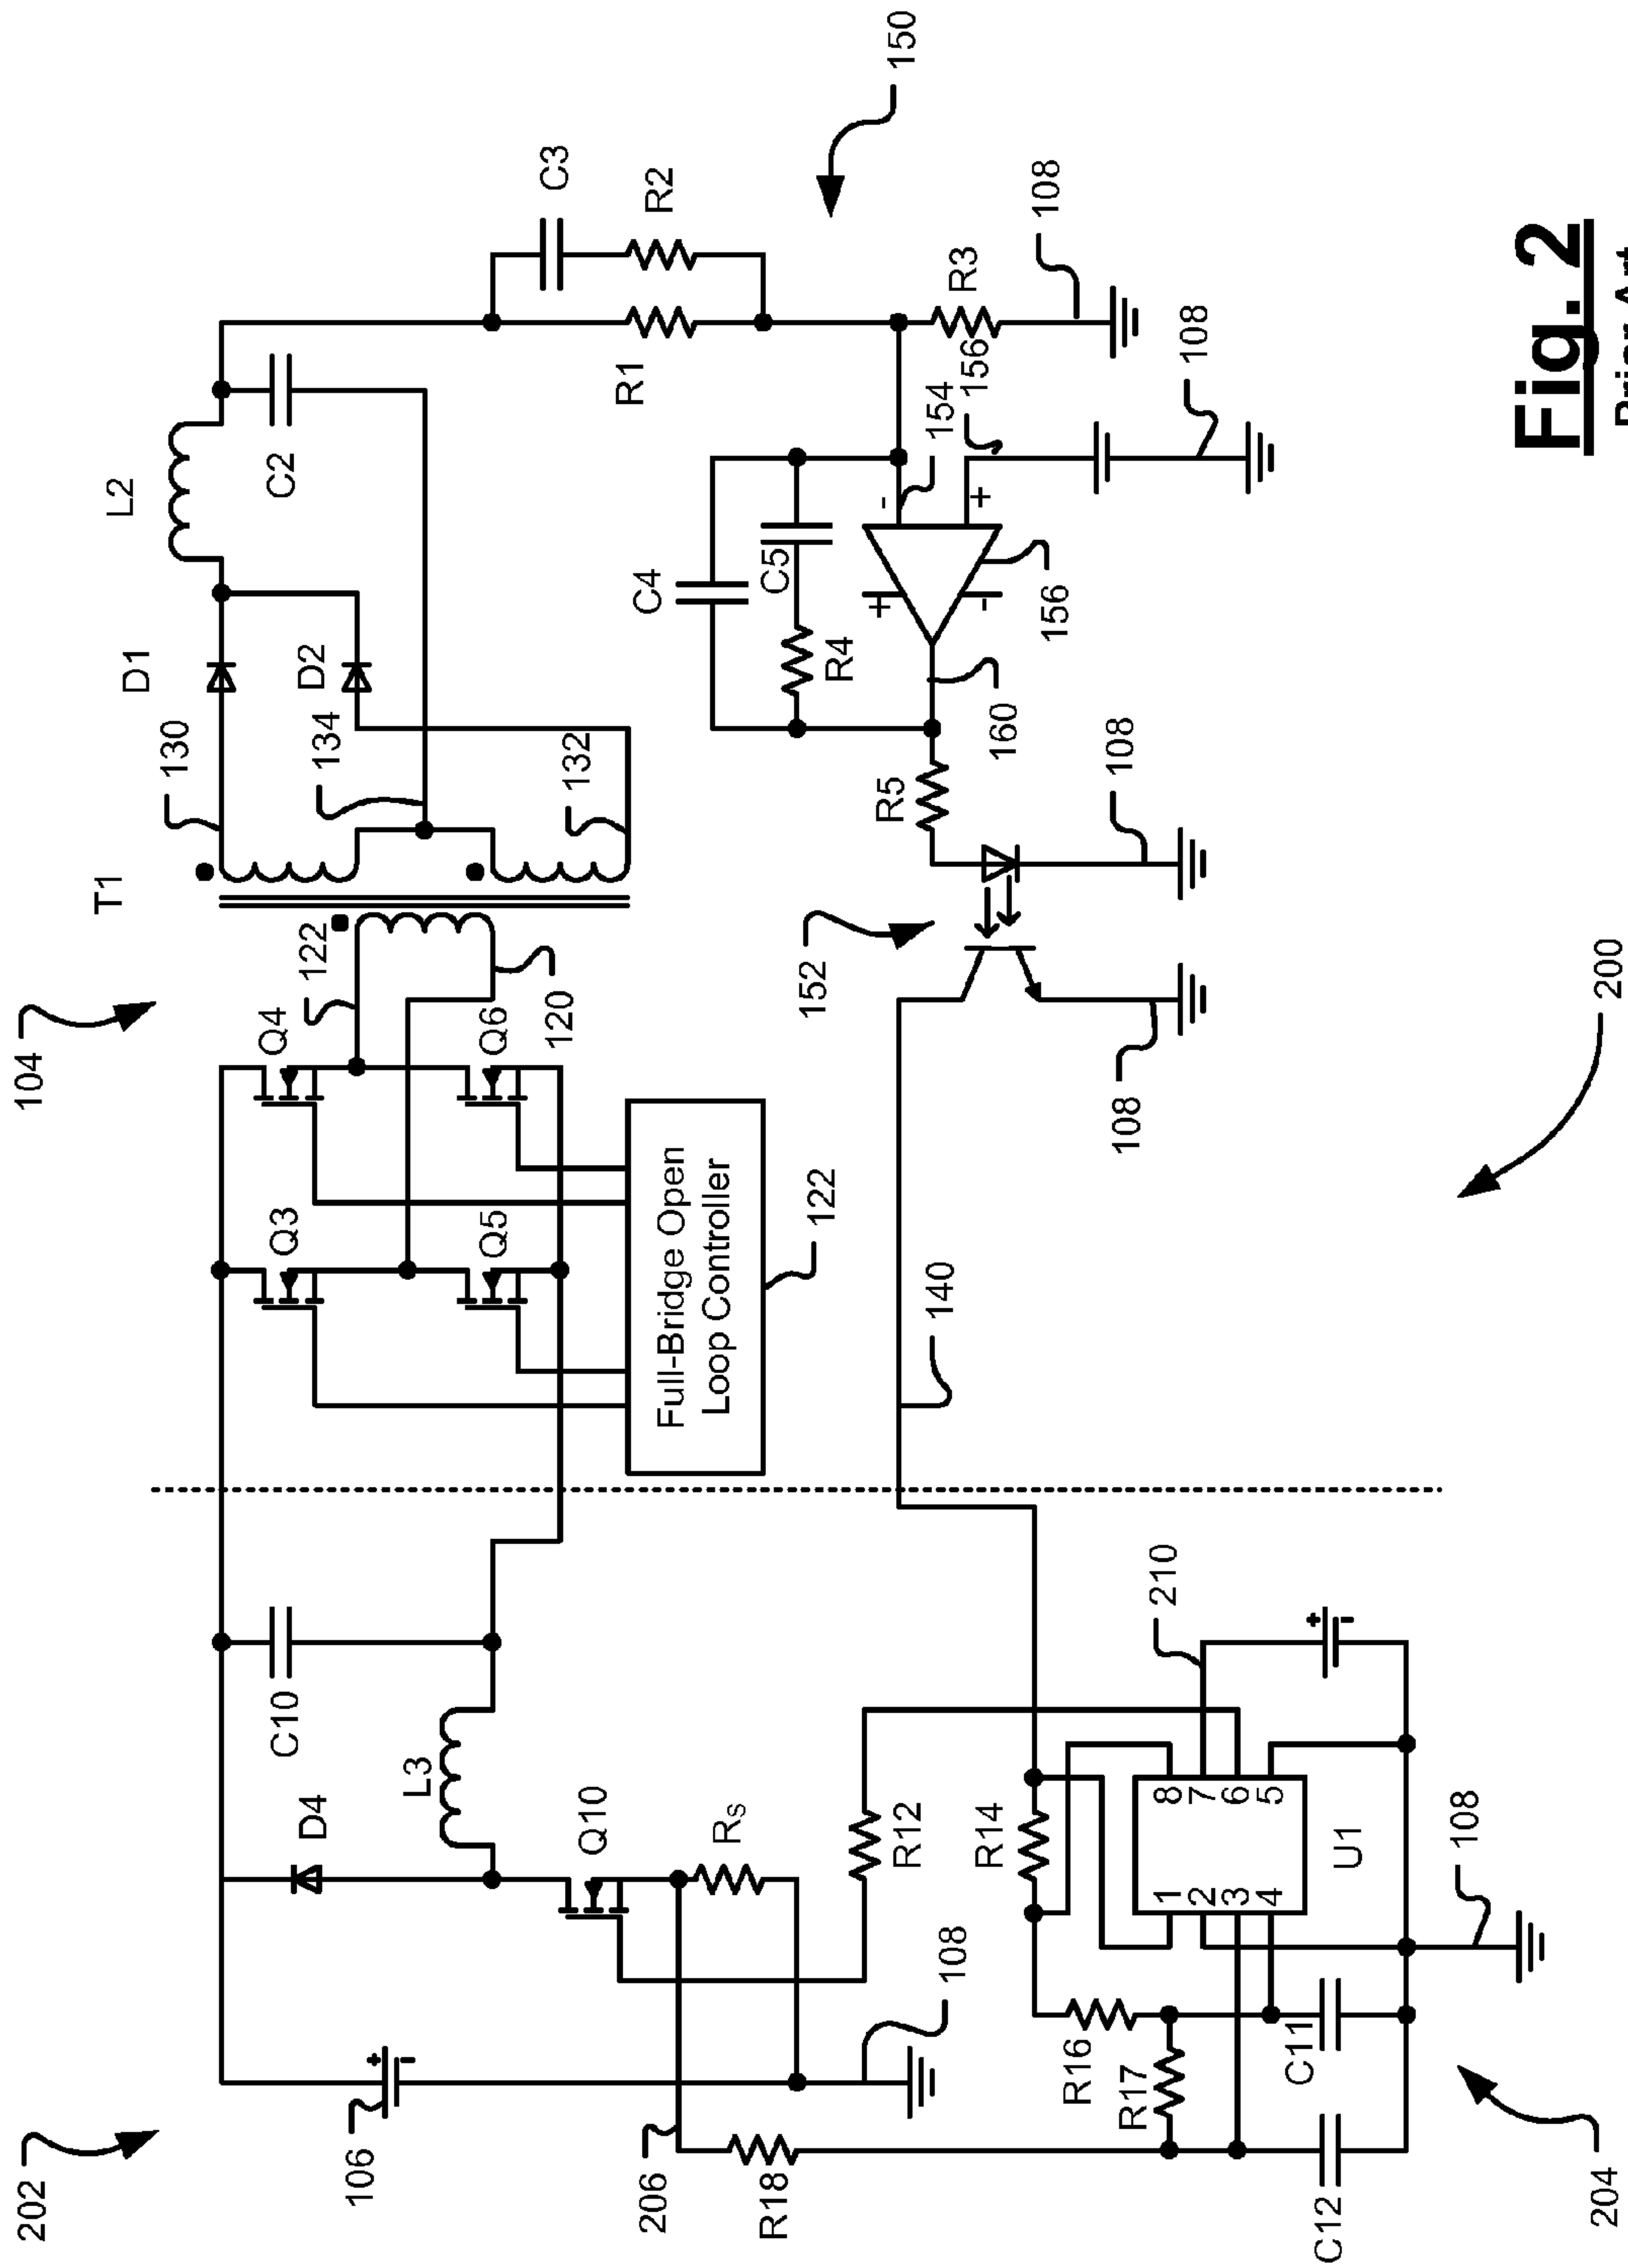 202
104
T1
L2
D1
130
Q4
C10
Q3
C2
D4
122
D2
134
106
+
-
L3
Q5
Q6
120
C3
132
Q10
R1
206
C4
R2
Full-Bridge Open
Loop Controller
R_S
R18
C5
122
152
R4
R5
R12
150
+
-
-
+
108
140
154
156
R3
R14
160
156
108
R16
108
108
R17
210
108
1
8
2
7
3
6
4
5
C11
+
-
C12
U1
108
204
200
Fig. 2
Prior Art